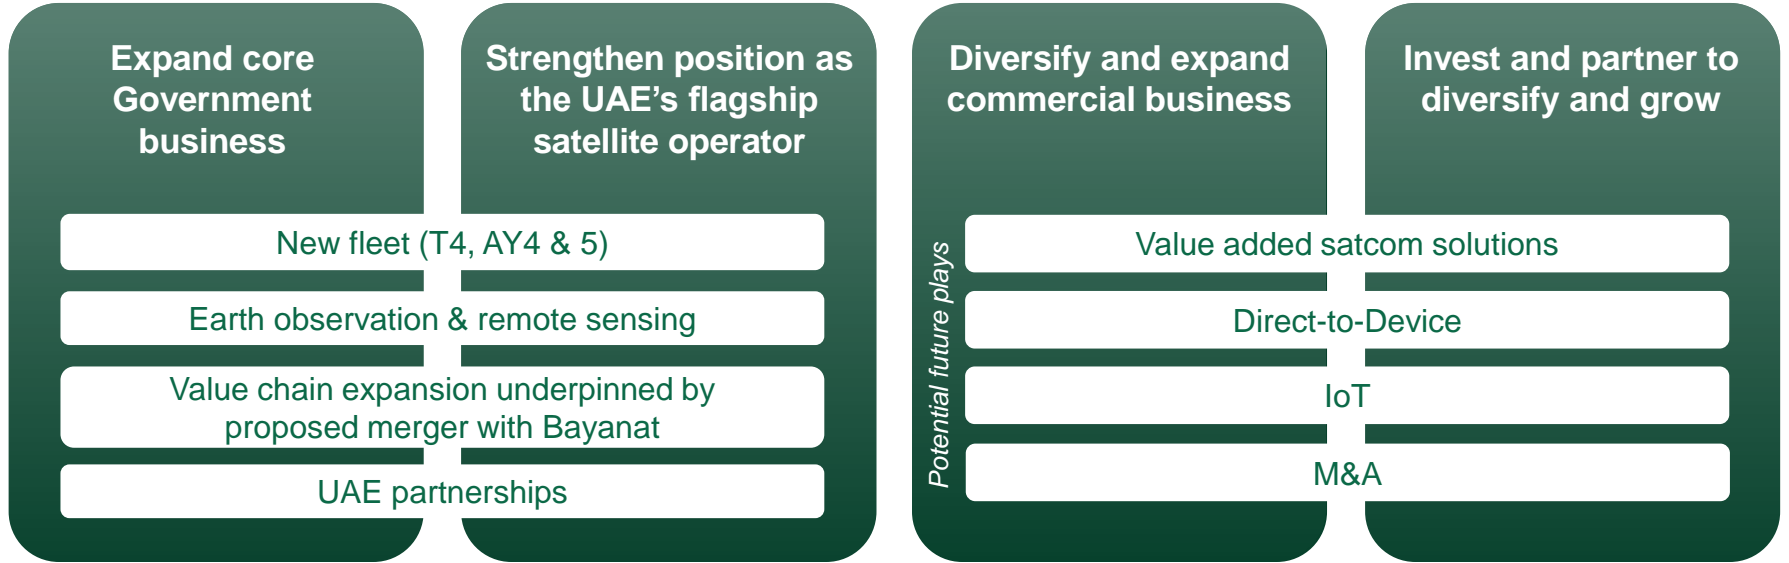 Expand core
Government
business
Strengthen position as
the UAE’s flagship
satellite operator
New fleet (T4, AY4 & 5)
Earth observation & remote sensing
Value chain expansion underpinned by
proposed merger with Bayanat
UAE partnerships
Diversify and expand
commercial business
Invest and partner to
diversify and grow
Potential future plays
Value added satcom solutions
Direct-to-Device
IoT
M&A